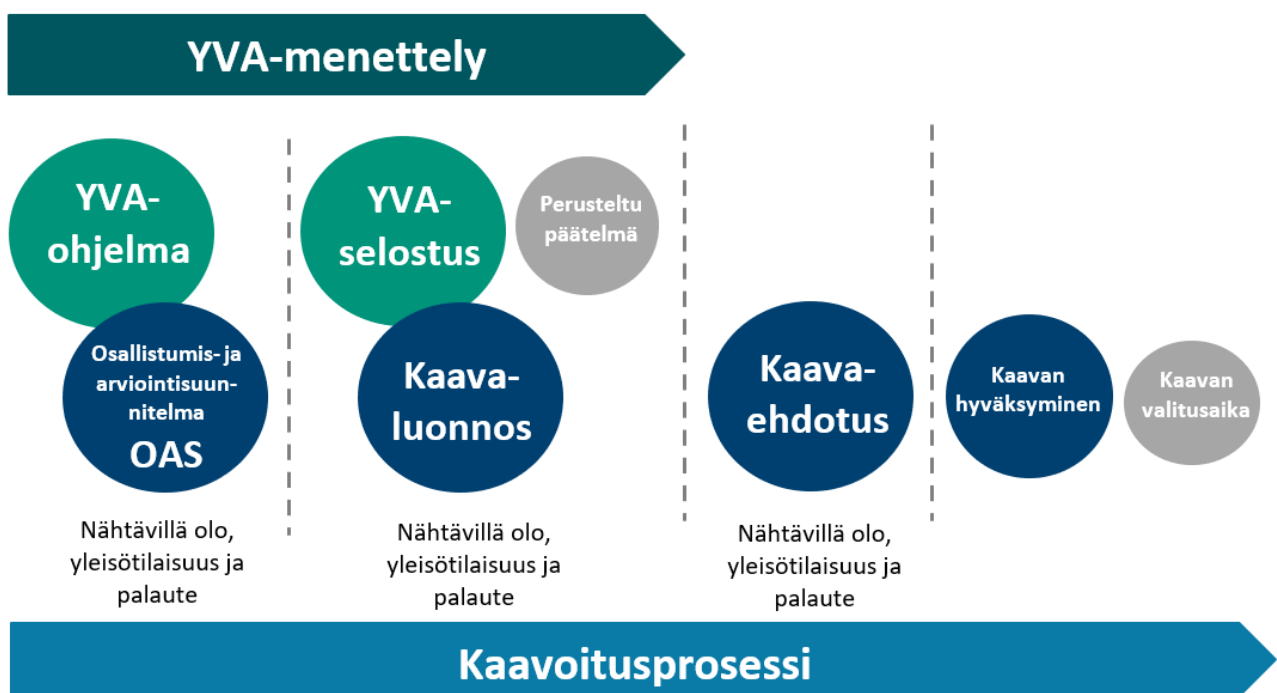 YVA-menettely
YVA-
ohjelma
YVA-
selostus
Perusteltu
päätelmä
Osallistumis- ja
arviointisuun-
nitelma
OAS
Kaava-
luonnos
Kaava-
ehdotus
Kaavan
hyväksyminen
Kaavan
valitusaika
Nähtävillä olo,
yleisötilaisuus ja
palaute
Nähtävillä olo,
yleisötilaisuus ja
palaute
Nähtävillä olo,
yleisötilaisuus ja
palaute
Kaavoitusprosessi